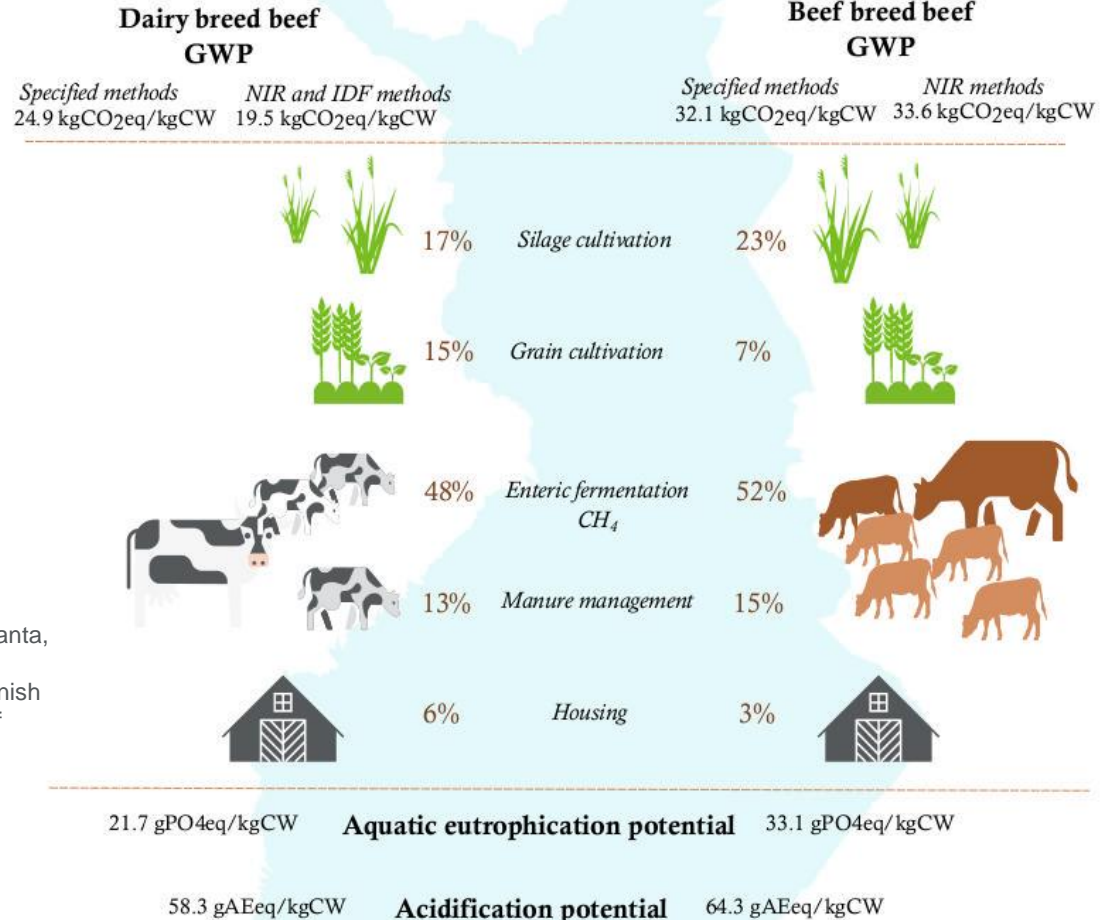 Dairy breed beef
GWP
Beef breed beef
GWP
Specified methods
24.9 kgCO2eq/kgCW
NIR and IDF methods
19.5 kgCO2eq/kgCW
Specified methods
32.1 kgCO2eq/kgCW
NIR methods
33.6 kgCO2eq/kgCW
17% Silage cultivation 23%
15% Grain cultivation 7%
48% Enteric fermentation 52%
CH4
13% Manure management 15%
anta,
nish
6% Housing 3%
21.7 gPO4eq/kgCW Aquatic eutrophication potential 33.1 gPO4eq/kgCW
58.3 gAEeq/kgCW Acidification potential 64.3 gAEeq/kgCW